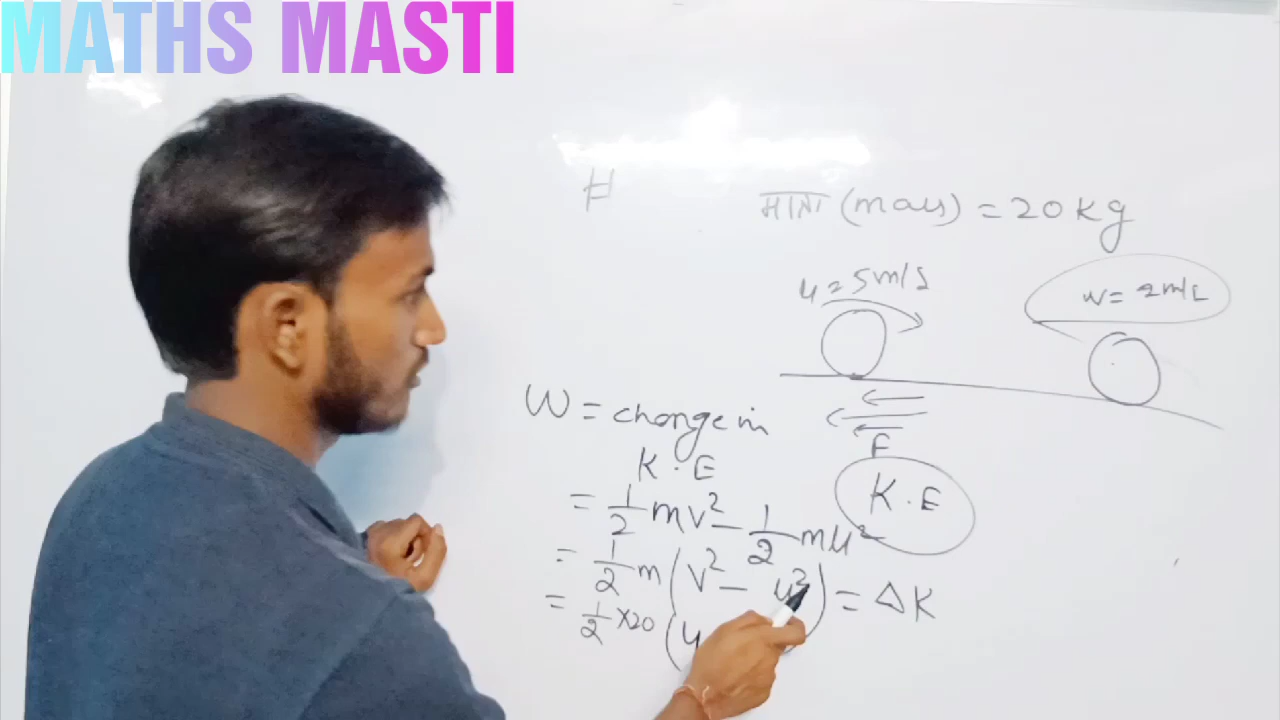 MATHS MASTI
#
मात्रा (mass) = 20 Kg
u = 5 m/s
v = 2m/s
F
W = change in
K.E
K.E
= 1/2 mv² - 1/2 mu²
= 1/2 m (v² - u²) = ΔK
= 1/2 × 20 (4